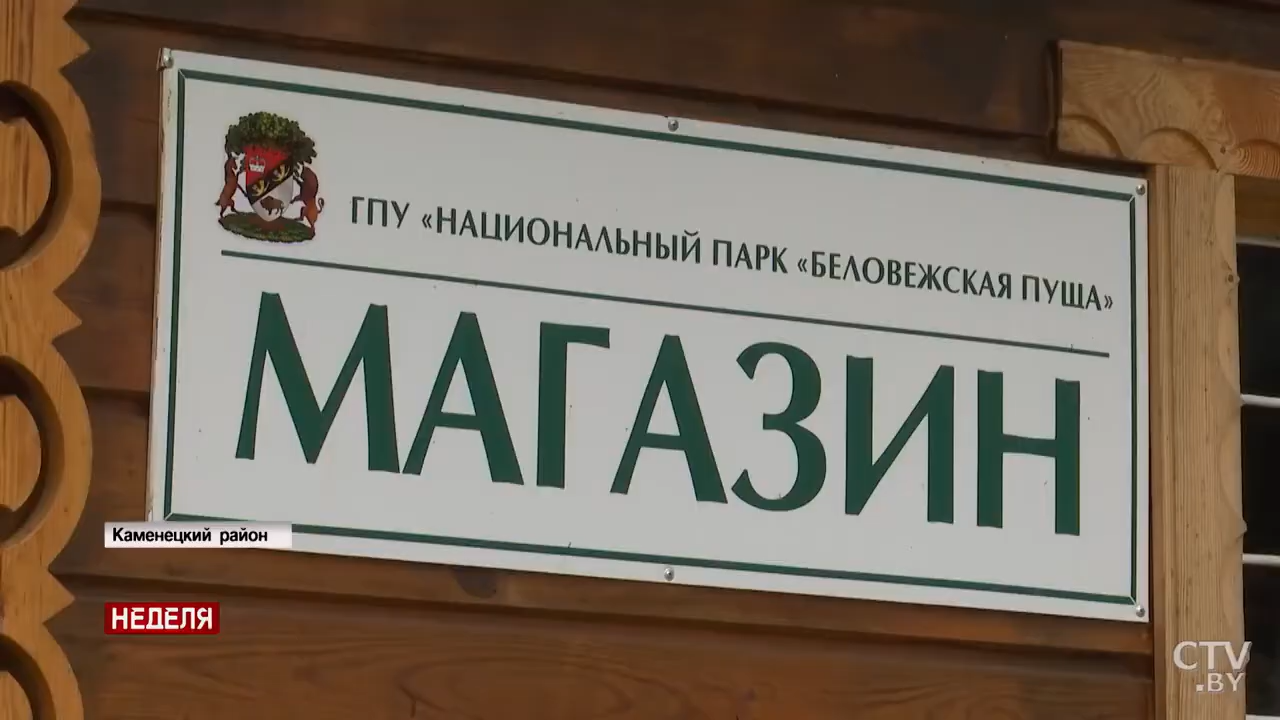 ГПУ «НАЦИОНАЛЬНЫЙ ПАРК «БЕЛОВЕЖСКАЯ ПУЩА»
МАГАЗИН
Каменецкий район
НЕДЕЛЯ
CTV
.BY